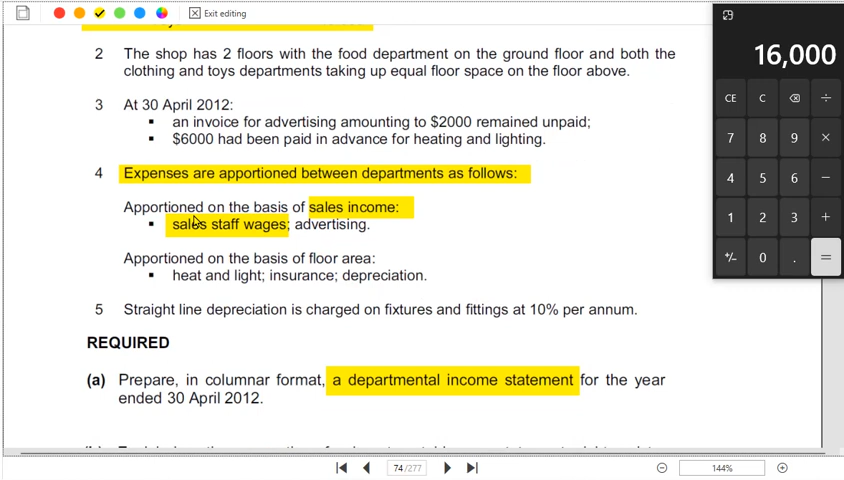 Exit editing
16,000
2 The shop has 2 floors with the food department on the ground floor and both the
clothing and toys departments taking up equal floor space on the floor above.
3 At 30 April 2012:
▪ an invoice for advertising amounting to $2000 remained unpaid;
▪ $6000 had been paid in advance for heating and lighting.
4 Expenses are apportioned between departments as follows:
Apportioned on the basis of sales income:
▪ sales staff wages; advertising.
Apportioned on the basis of floor area:
▪ heat and light; insurance; depreciation.
5 Straight line depreciation is charged on fixtures and fittings at 10% per annum.
REQUIRED
(a) Prepare, in columnar format, a departmental income statement for the year
ended 30 April 2012.
CE C ⌫ ÷
7 8 9 ×
4 5 6 −
1 2 3 +
+/- 0 . =
74 /277
144%